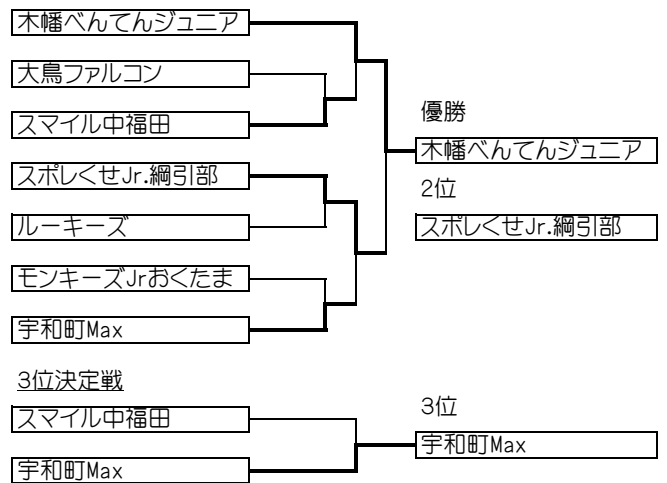 木幡べんてんジュニア
大鳥ファルコン
スマイル中福田
スポレくせJr.綱引部
ルーキーズ
モンキーズJrおくたま
宇和町Max
優勝
木幡べんてんジュニア
2位
スポレくせJr.綱引部
3位決定戦
スマイル中福田
宇和町Max
3位
宇和町Max